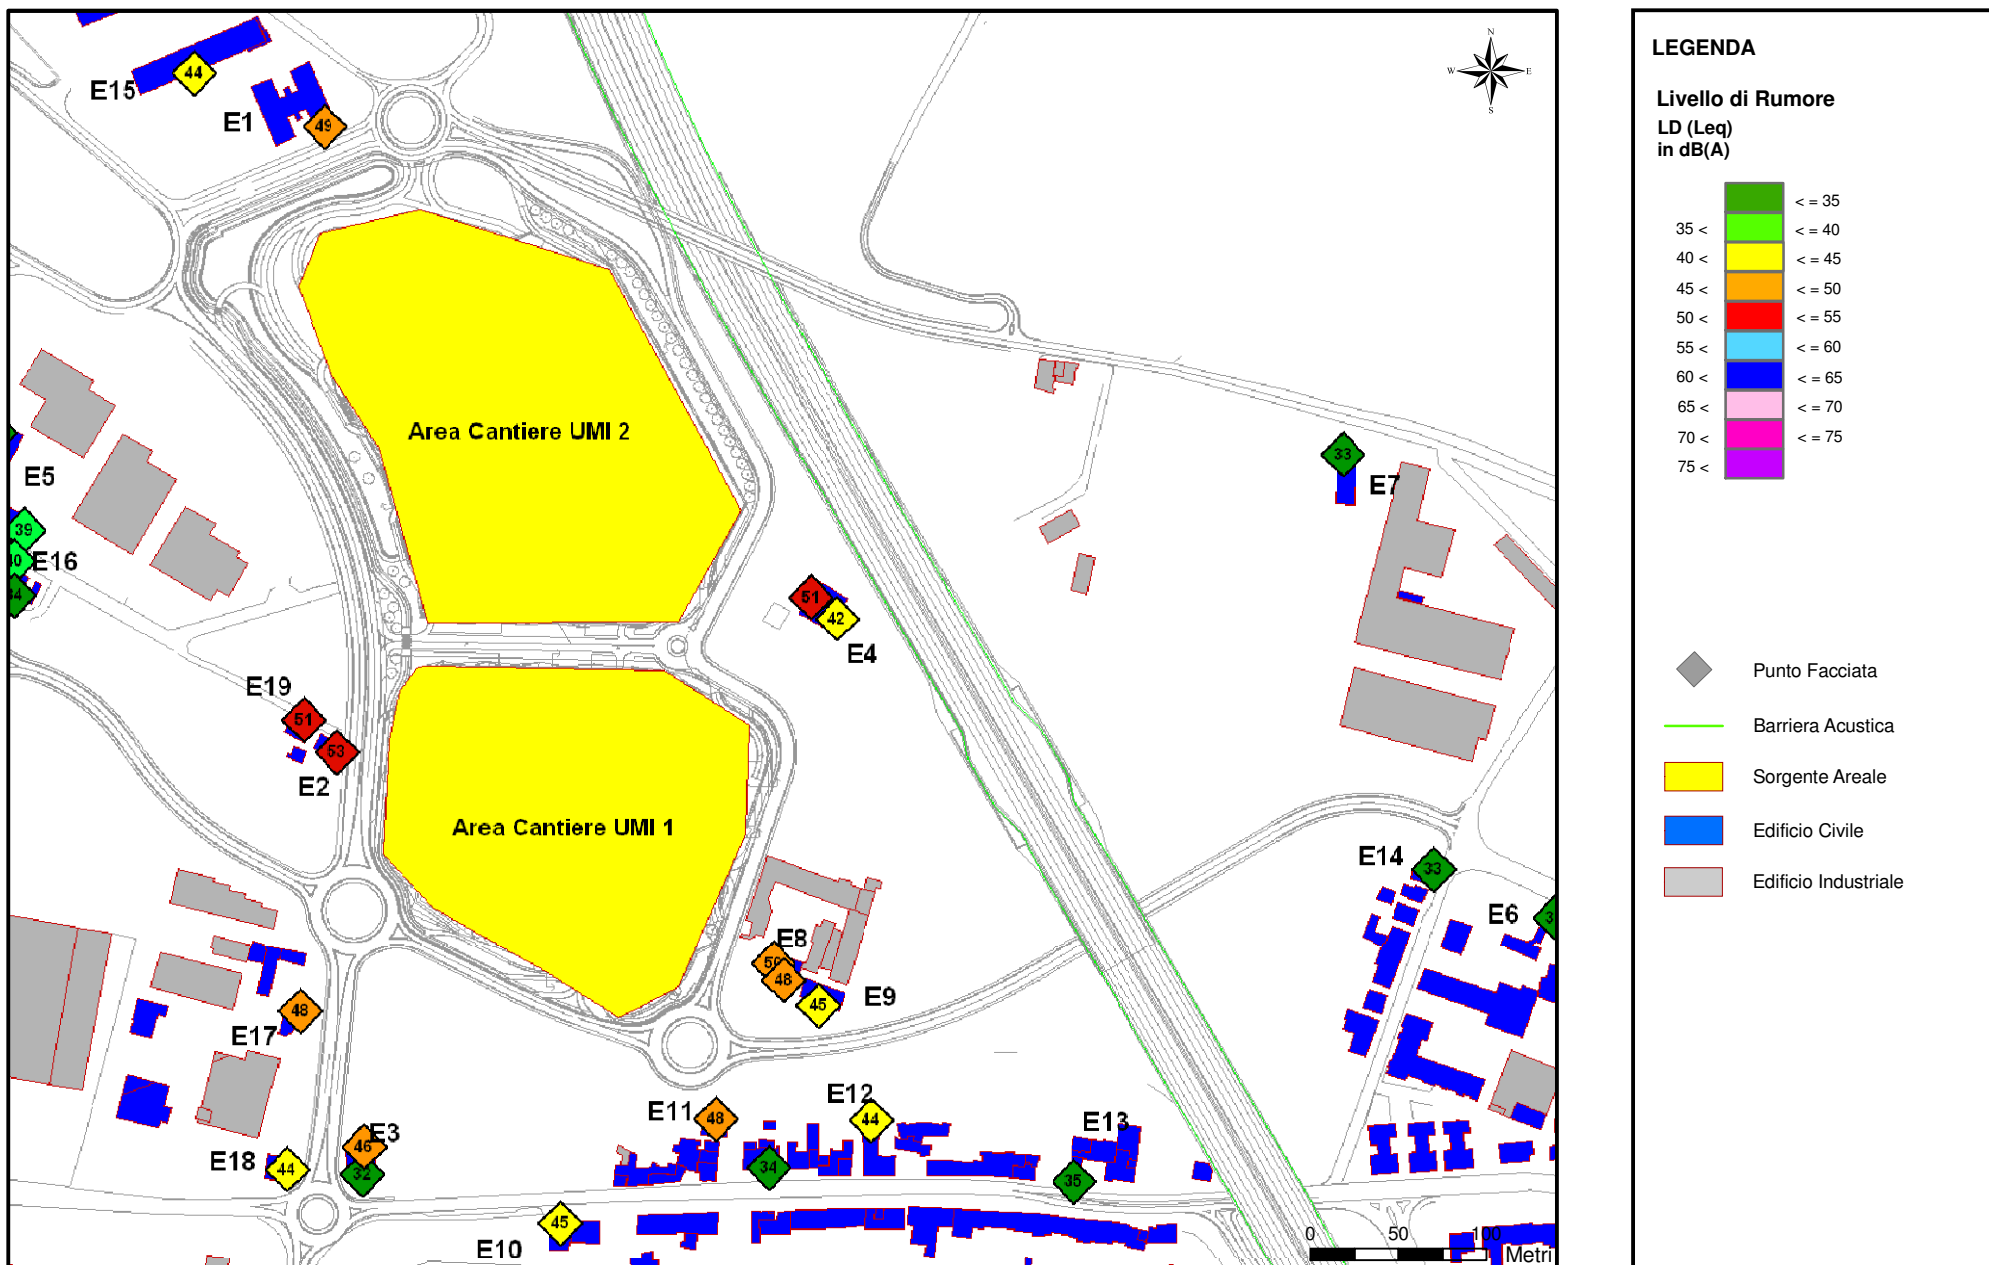 N
W E
S
E15
44
E1
49
Area Cantiere UMI 2
E5
39
E16
33
E7
51
42
E4
E19
51
53
E2
Area Cantiere UMI 1
E14
33
E6
E8
48
E9
45
E17
48
E11
48
E12
44
E13
E3
46
32
E18
44
34
35
E10
45
0 50 100
Metri
LEGENDA
Livello di Rumore
LD (Leq)
in dB(A)
< = 35
35 < < = 40
40 < < = 45
45 < < = 50
50 < < = 55
55 < < = 60
60 < < = 65
65 < < = 70
70 < < = 75
75 <
Punto Facciata
Barriera Acustica
Sorgente Areale
Edificio Civile
Edificio Industriale